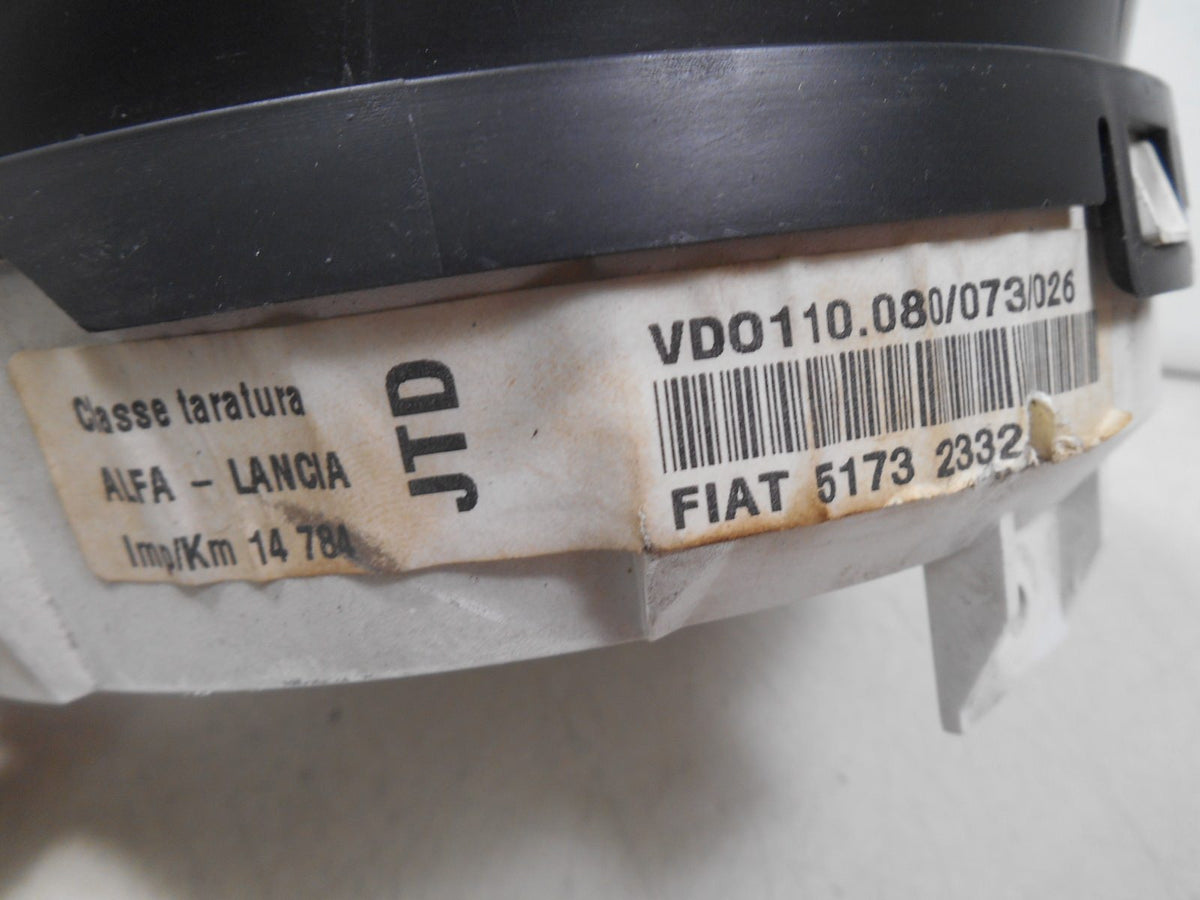 Classe taratura
ALFA - LANCIA
Imp/Km 14 784
JTD
VDO110.080/073/026
FIAT 5173 2332